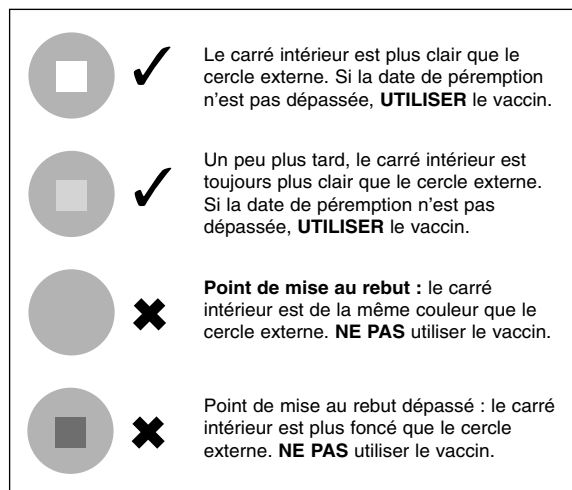 Le carré intérieur est plus clair que le
cercle externe. Si la date de péremption
n’est pas dépassée, UTILISER le vaccin.
Un peu plus tard, le carré intérieur est
toujours plus clair que le cercle externe.
Si la date de péremption n’est pas
dépassée, UTILISER le vaccin.
Point de mise au rebut : le carré
intérieur est de la même couleur que le
cercle externe. NE PAS utiliser le vaccin.
Point de mise au rebut dépassé : le carré
intérieur est plus foncé que le cercle
externe. NE PAS utiliser le vaccin.